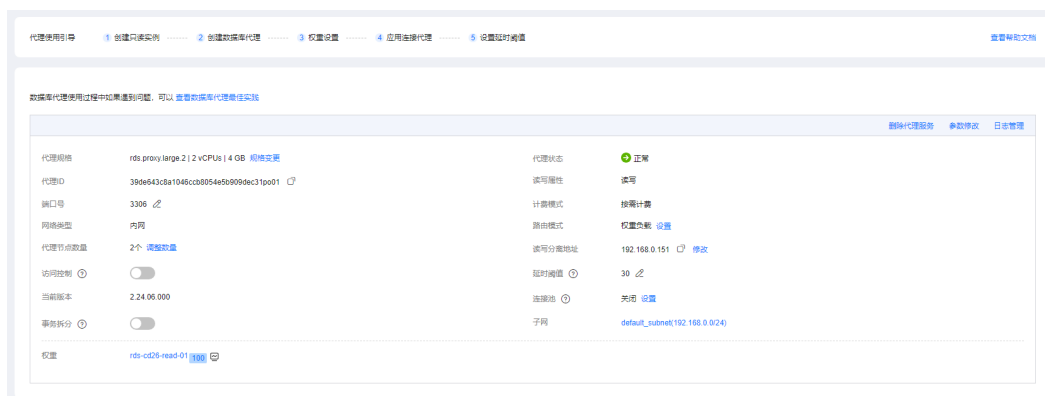 代理使用引导 1 创建只读实例 2 创建数据库代理 3 权重设置 4 应用连接代理 5 设置延时阈值 查看帮助文档
数据库代理使用过程中如果遇到问题，可以 查看数据库代理最佳实践
删除代理服务 参数修改 日志管理
代理规格 rds.proxy.large.2 | 2 vCPUs | 4 GB 规格变更 代理状态 正常
代理ID 39de643c8a1046ccb8054e5b909dec31po01 读写属性 读写
端口号 3306 计费模式 按需计费
网络类型 内网 路由模式 权重负载 设置
代理节点数量 2个 调整数量 读写分离地址 192.168.0.151 修改
访问控制 延时阈值 30
当前版本 2.24.06.000 连接池 关闭 设置
事务拆分 子网 default_subnet(192.168.0.0/24)
权重 rds-cd26-read-01 100